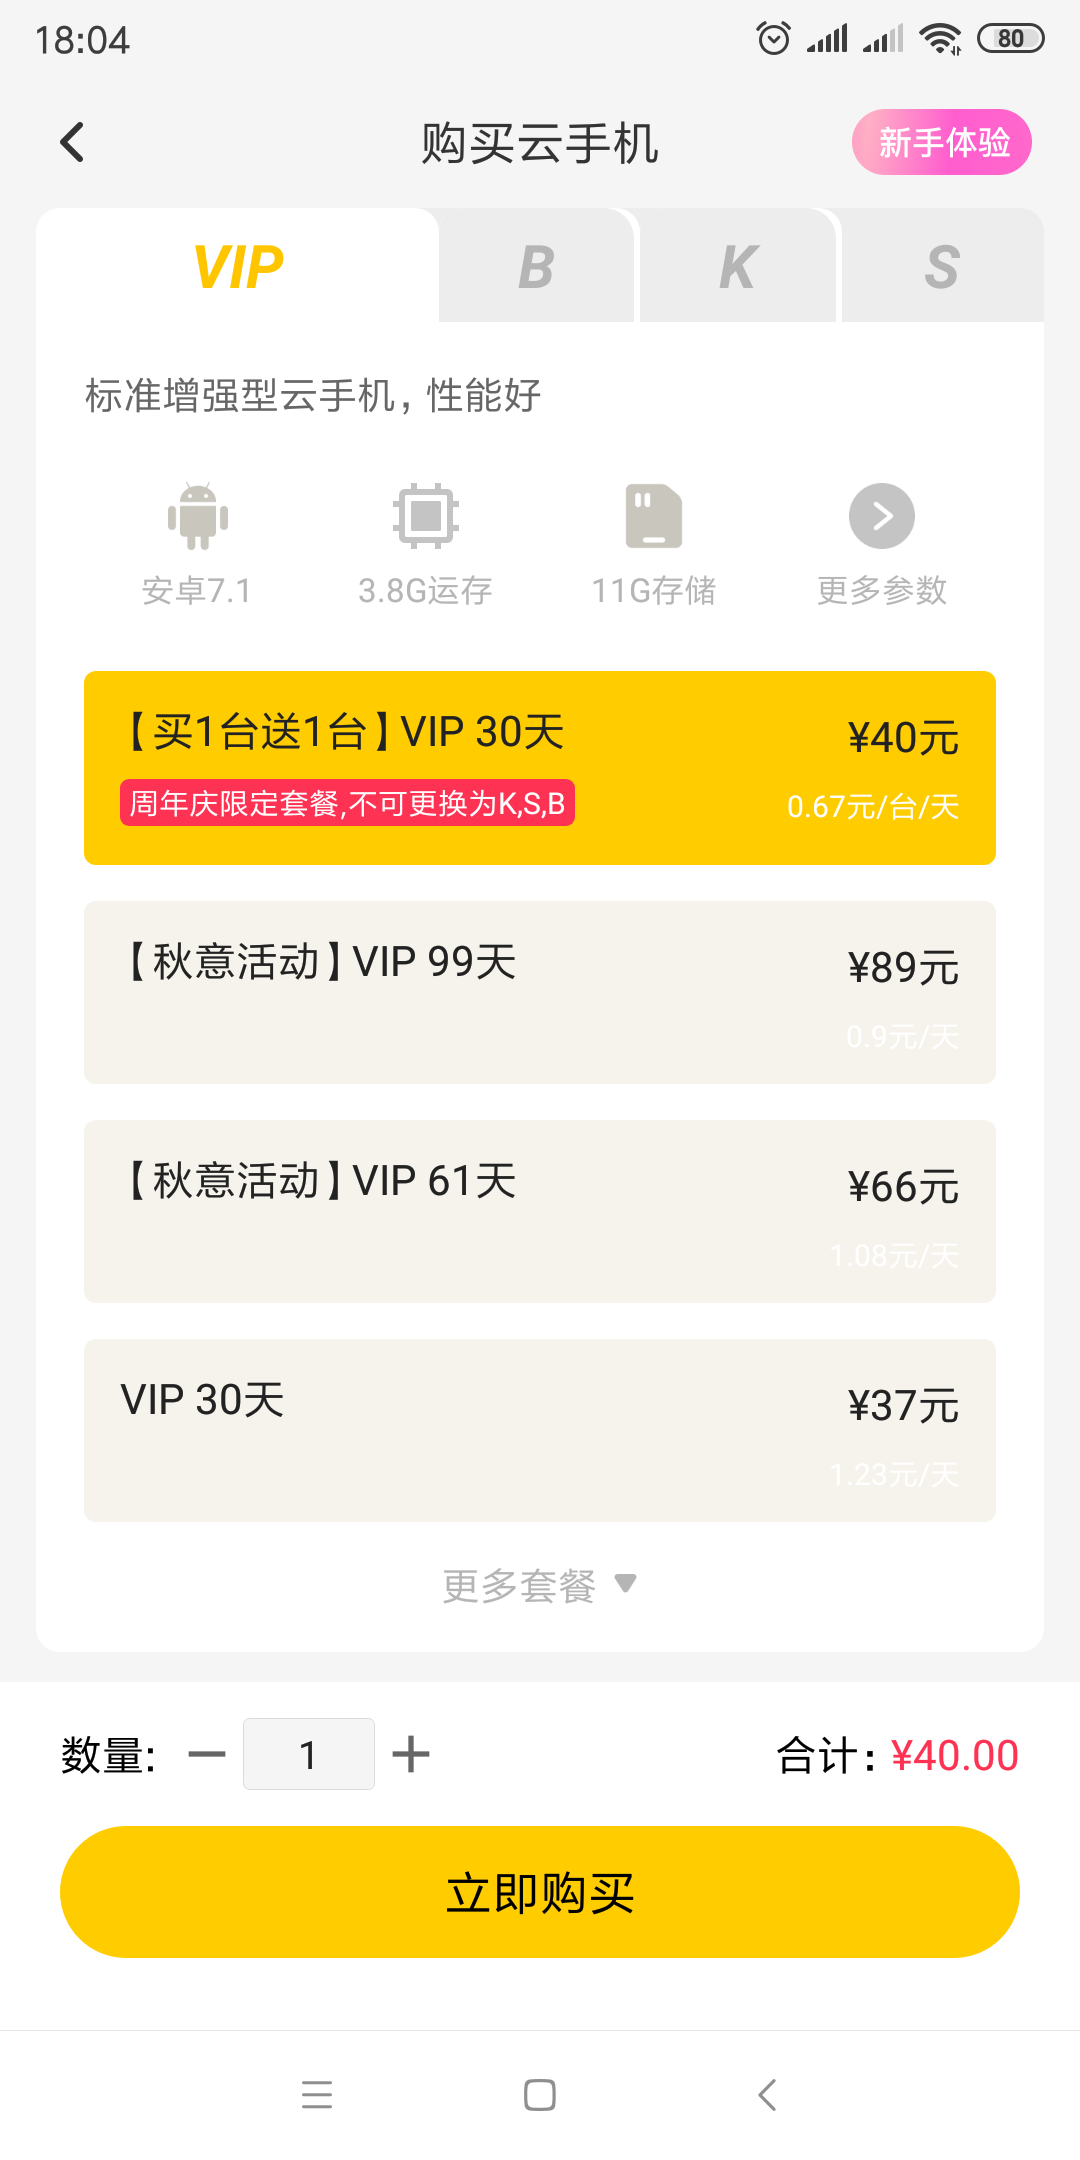 18:04
80
购买云手机
新手体验
VIP
B
K
S
标准增强型云手机，性能好
安卓7.1
3.8G运存
11G存储
更多参数
【买1台送1台】VIP 30天
¥40元
周年庆限定套餐,不可更换为K,S,B
0.67元/台/天
【秋意活动】VIP 99天
¥89元
0.9元/天
【秋意活动】VIP 61天
¥66元
1.08元/天
VIP 30天
¥37元
1.23元/天
更多套餐
数量:
1
合计：¥40.00
立即购买